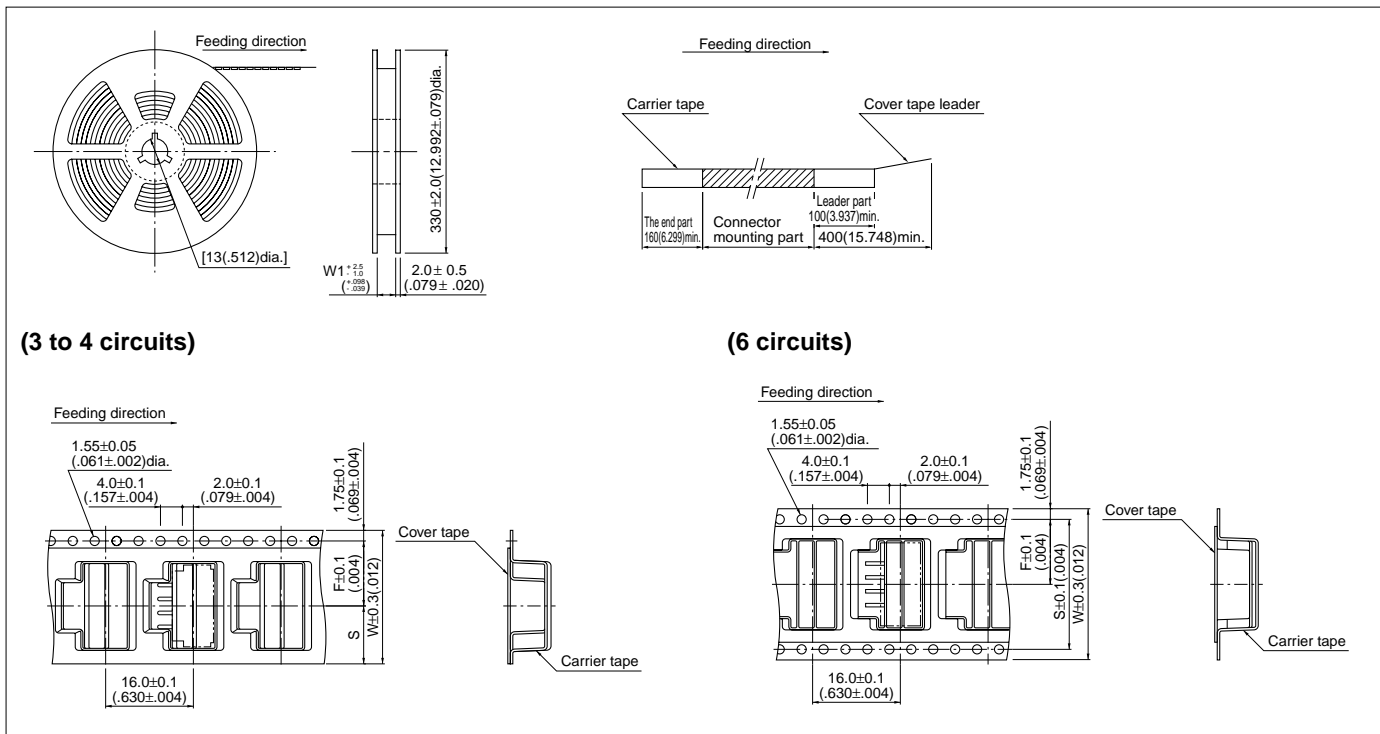 Feeding direction
330±2.0(12.992±.079)dia.
[13(.512)dia.]
W1 +2.5 -1.0
(+.098 -.039)
2.0± 0.5
(.079± .020)
Feeding direction
Carrier tape
Cover tape leader
The end part
160(6.299)min.
Connector
mounting part
Leader part
100(3.937)min.
400(15.748)min.
(3 to 4 circuits)
Feeding direction
1.55±0.05
(.061±.002)dia.
4.0±0.1
(.157±.004)
2.0±0.1
(.079±.004)
1.75±0.1
(.069±.004)
F±0.1
(.004)
S
W±0.3(.012)
16.0±0.1
(.630±.004)
Cover tape
Carrier tape
(6 circuits)
Feeding direction
1.55±0.05
(.061±.002)dia.
4.0±0.1
(.157±.004)
2.0±0.1
(.079±.004)
1.75±0.1
(.069±.004)
F±0.1
(.004)
S±0.1(.004)
W±0.3(.012)
16.0±0.1
(.630±.004)
Cover tape
Carrier tape